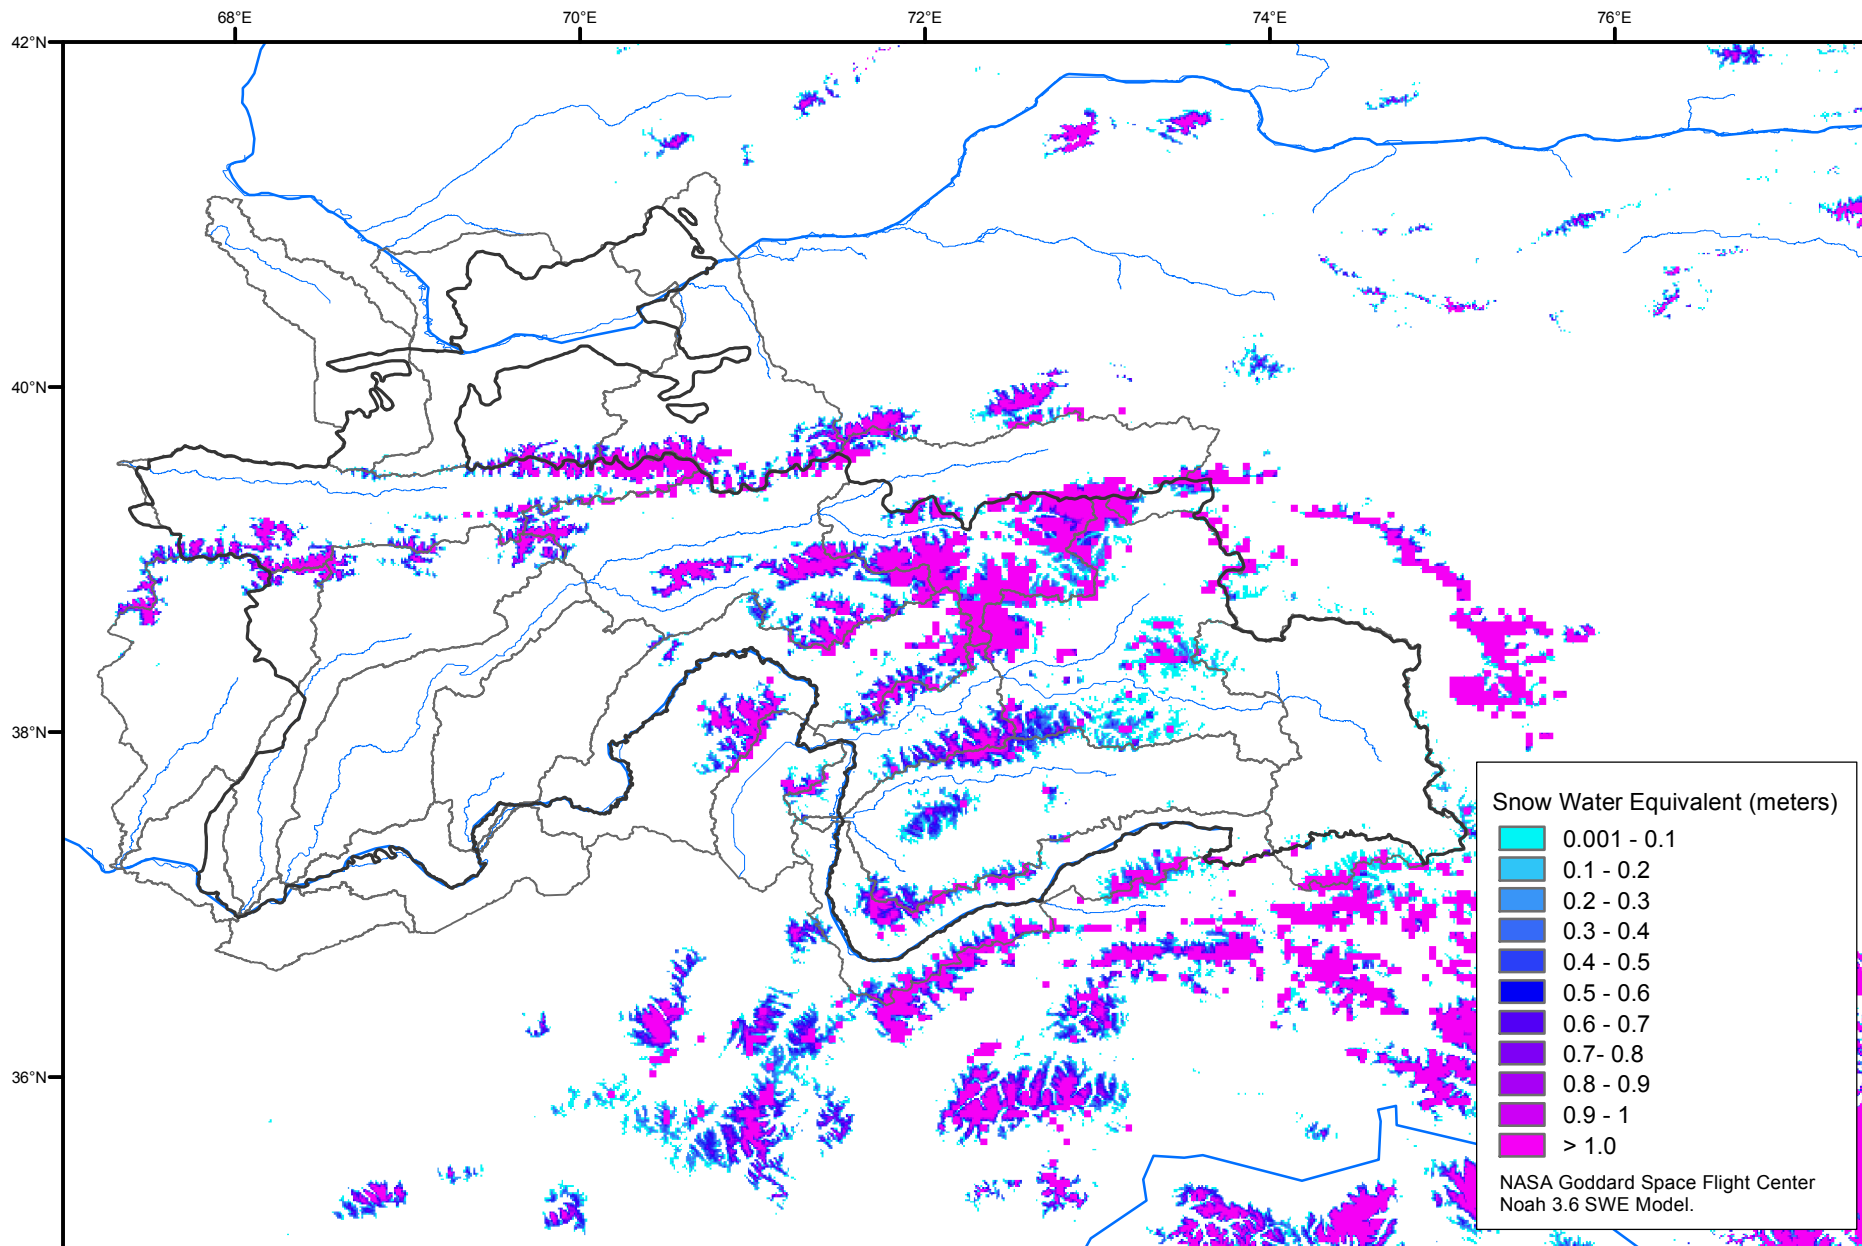 68°E 70°E 72°E 74°E 76°E
42°N
40°N
38°N
36°N
Snow Water Equivalent (meters)
0.001 - 0.1
0.1 - 0.2
0.2 - 0.3
0.3 - 0.4
0.4 - 0.5
0.5 - 0.6
0.6 - 0.7
0.7- 0.8
0.8 - 0.9
0.9 - 1
> 1.0
NASA Goddard Space Flight Center
Noah 3.6 SWE Model.